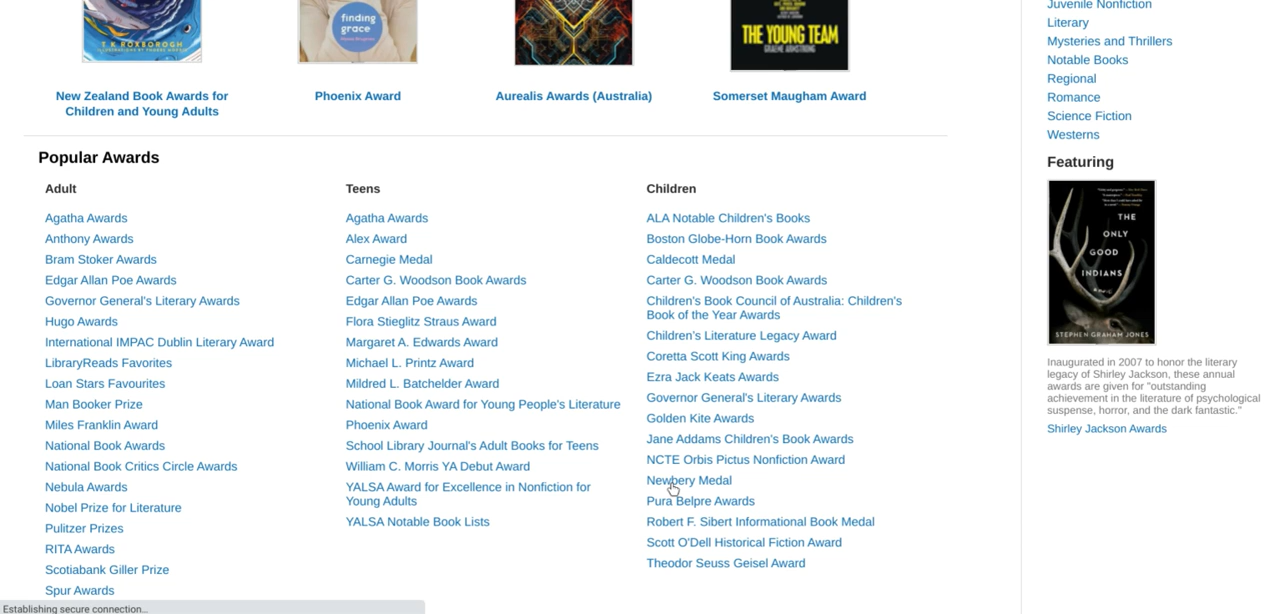 T. K. ROXBOROGH
finding
grace
THE YOUNG TEAM
GRAEME ARMSTRONG
New Zealand Book Awards for
Children and Young Adults
Phoenix Award
Aurealis Awards (Australia)
Somerset Maugham Award
Popular Awards
Adult
Agatha Awards
Anthony Awards
Bram Stoker Awards
Edgar Allan Poe Awards
Governor General's Literary Awards
Hugo Awards
International IMPAC Dublin Literary Award
LibraryReads Favorites
Loan Stars Favourites
Man Booker Prize
Miles Franklin Award
National Book Awards
National Book Critics Circle Awards
Nebula Awards
Nobel Prize for Literature
Pulitzer Prizes
RITA Awards
Scotiabank Giller Prize
Spur Awards
Teens
Agatha Awards
Alex Award
Carnegie Medal
Carter G. Woodson Book Awards
Edgar Allan Poe Awards
Flora Stieglitz Straus Award
Margaret A. Edwards Award
Michael L. Printz Award
Mildred L. Batchelder Award
National Book Award for Young People's Literature
Phoenix Award
School Library Journal's Adult Books for Teens
William C. Morris YA Debut Award
YALSA Award for Excellence in Nonfiction for
Young Adults
YALSA Notable Book Lists
Children
ALA Notable Children's Books
Boston Globe-Horn Book Awards
Caldecott Medal
Carter G. Woodson Book Awards
Children's Book Council of Australia: Children's
Book of the Year Awards
Children's Literature Legacy Award
Coretta Scott King Awards
Ezra Jack Keats Awards
Governor General's Literary Awards
Golden Kite Awards
Jane Addams Children's Book Awards
NCTE Orbis Pictus Nonfiction Award
Newbery Medal
Pura Belpre Awards
Robert F. Sibert Informational Book Medal
Scott O'Dell Historical Fiction Award
Theodor Seuss Geisel Award
Juvenile Nonfiction
Literary
Mysteries and Thrillers
Notable Books
Regional
Romance
Science Fiction
Westerns
Featuring
THE
ONLY
GOOD
INDIANS
STEPHEN GRAHAM JONES
Inaugurated in 2007 to honor the literary
legacy of Shirley Jackson, these annual
awards are given for "outstanding
achievement in the literature of psychological
suspense, horror, and the dark fantastic."
Shirley Jackson Awards
Establishing secure connection...